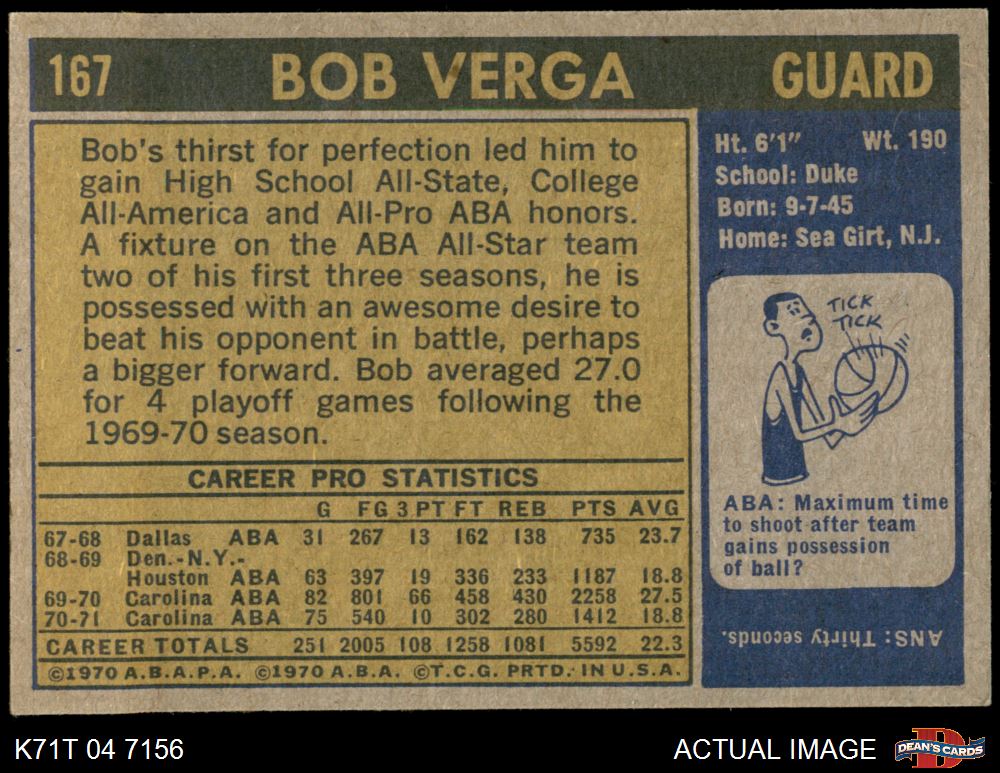 167 BOB VERGA GUARD
Bob's thirst for perfection led him to
gain High School All-State, College
All-America and All-Pro ABA honors.
A fixture on the ABA All-Star team
two of his first three seasons, he is
possessed with an awesome desire to
beat his opponent in battle, perhaps
a bigger forward. Bob averaged 27.0
for 4 playoff games following the
1969-70 season.
CAREER PRO STATISTICS
G FG 3 PT FT REB PTS AVG
67-68 Dallas ABA 31 267 13 162 138 735 23.7
68-69 Den.-N.Y.-
Houston ABA 63 397 19 336 233 1187 18.8
69-70 Carolina ABA 82 801 66 458 430 2258 27.5
70-71 Carolina ABA 75 540 10 302 280 1412 18.8
CAREER TOTALS 251 2005 108 1258 1081 5592 22.3
©1970 A.B.A.P.A. ©1970 A.B.A. ©T.C.G. PRTD. IN U.S.A.
Ht. 6'1" Wt. 190
School: Duke
Born: 9-7-45
Home: Sea Girt, N.J.
TICK
TICK
ABA: Maximum time
to shoot after team
gains possession
of ball?
ANS: Thirty seconds.
K71T 04 7156 ACTUAL IMAGE
D
DEAN'S CARDS